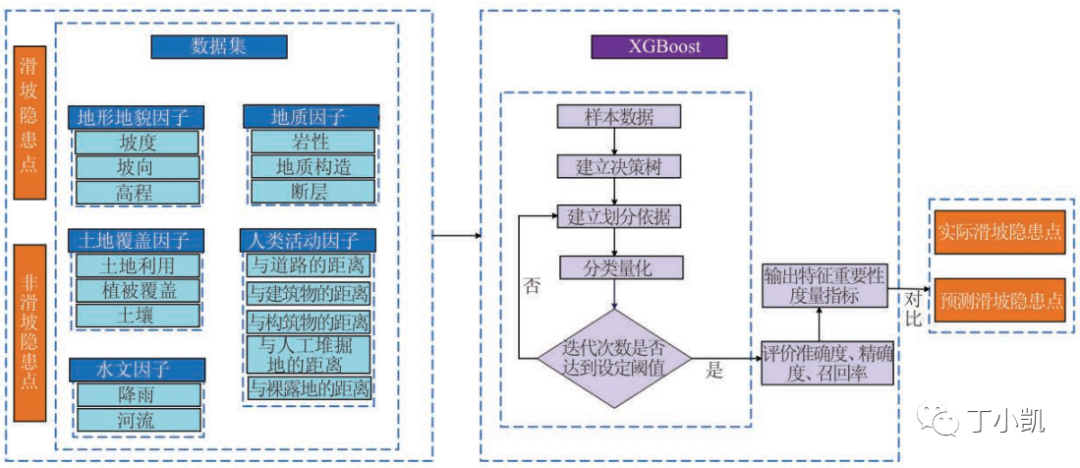 滑坡隐患点
非滑坡隐患点
数据集
地形地貌因子
坡度
坡向
高程
地质因子
岩性
地质构造
断层
土地覆盖因子
土地利用
植被覆盖
土壤
人类活动因子
与道路的距离
与建筑物的距离
与构筑物的距离
与人工堆掘
地的距离
与裸露地的距离
水文因子
降雨
河流
XGBoost
样本数据
建立决策树
建立划分依据
分类量化
否
迭代次数是否
达到设定阈值
是
评价准确度、精确
度、召回率
输出特征重要性
度量指标
对比
实际滑坡隐患点
预测滑坡隐患点
丁小凯